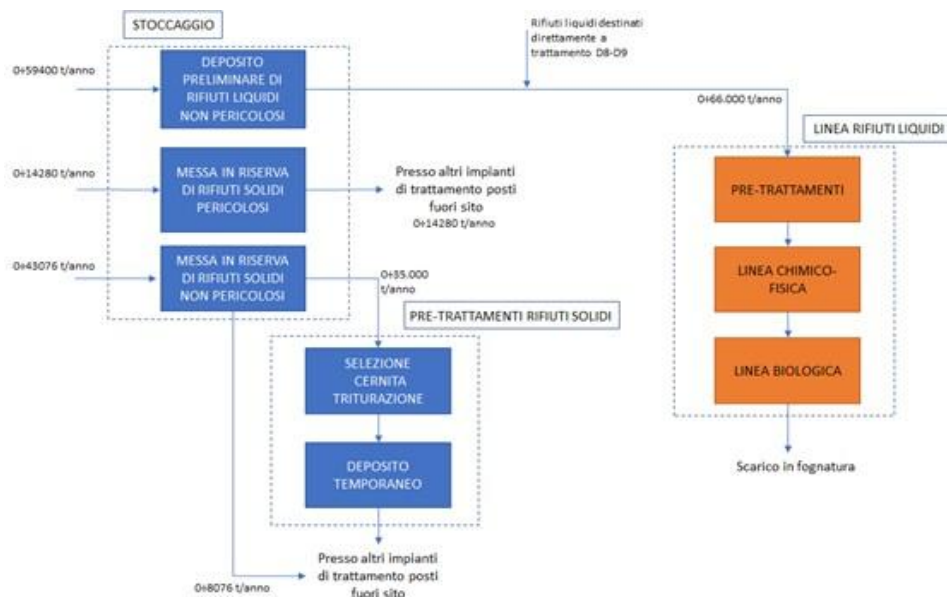 STOCCAGGIO
0÷59400 t/anno
DEPOSITO
PRELIMINARE DI
RIFIUTI LIQUIDI
NON PERICOLOSI
Rifiuti liquidi destinati
direttamente a
trattamento D8-D9
0÷66.000 t/anno
LINEA RIFIUTI LIQUIDI
0÷14280 t/anno
MESSA IN RISERVA
DI RIFIUTI SOLIDI
PERICOLOSI
Presso altri impianti
di trattamento posti
fuori sito
0÷14280 t/anno
PRE-TRATTAMENTI
0÷43076 t/anno
MESSA IN RISERVA
DI RIFIUTI SOLIDI
NON PERICOLOSI
0÷35.000
t/anno
LINEA CHIMICO-
FISICA
PRE-TRATTAMENTI RIFIUTI SOLIDI
SELEZIONE
CERNITA
TRITURAZIONE
LINEA BIOLOGICA
DEPOSITO
TEMPORANEO
Scarico in fognatura
Presso altri impianti
di trattamento posti
fuori sito
0÷8076 t/anno